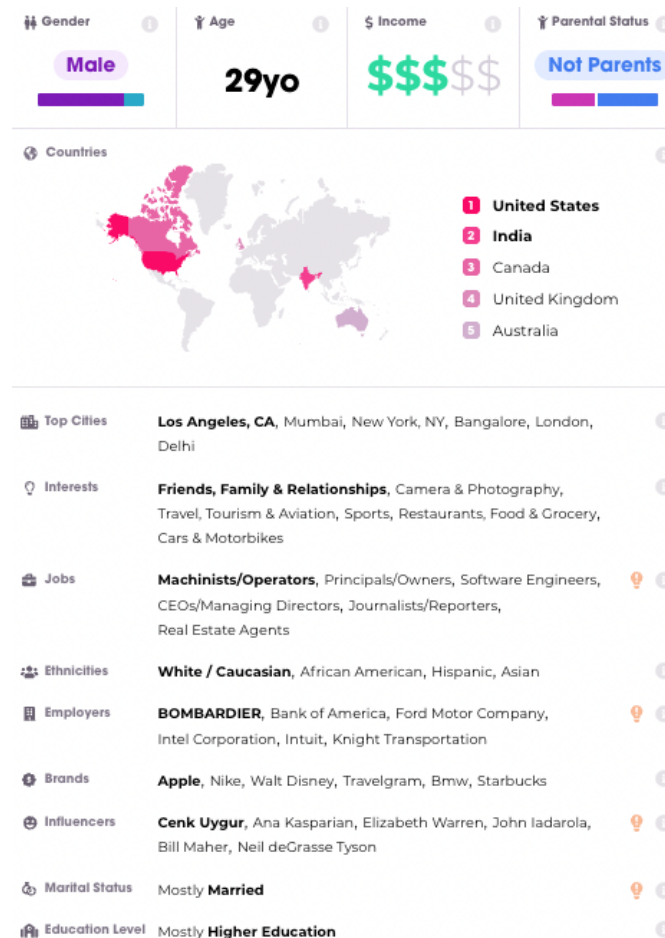 Gender
Age
$ Income
Parental Status
Male
29yo
$$$$$
Not Parents
Countries
1 United States
2 India
3 Canada
4 United Kingdom
5 Australia
Top Cities
Los Angeles, CA, Mumbai, New York, NY, Bangalore, London,
Delhi
Interests
Friends, Family & Relationships, Camera & Photography,
Travel, Tourism & Aviation, Sports, Restaurants, Food & Grocery,
Cars & Motorbikes
Jobs
Machinists/Operators, Principals/Owners, Software Engineers,
CEOs/Managing Directors, Journalists/Reporters,
Real Estate Agents
Ethnicities
White / Caucasian, African American, Hispanic, Asian
Employers
BOMBARDIER, Bank of America, Ford Motor Company,
Intel Corporation, Intuit, Knight Transportation
Brands
Apple, Nike, Walt Disney, Travelgram, Bmw, Starbucks
Influencers
Cenk Uygur, Ana Kasparian, Elizabeth Warren, John Iadarola,
Bill Maher, Neil deGrasse Tyson
Marital Status
Mostly Married
Education Level
Mostly Higher Education